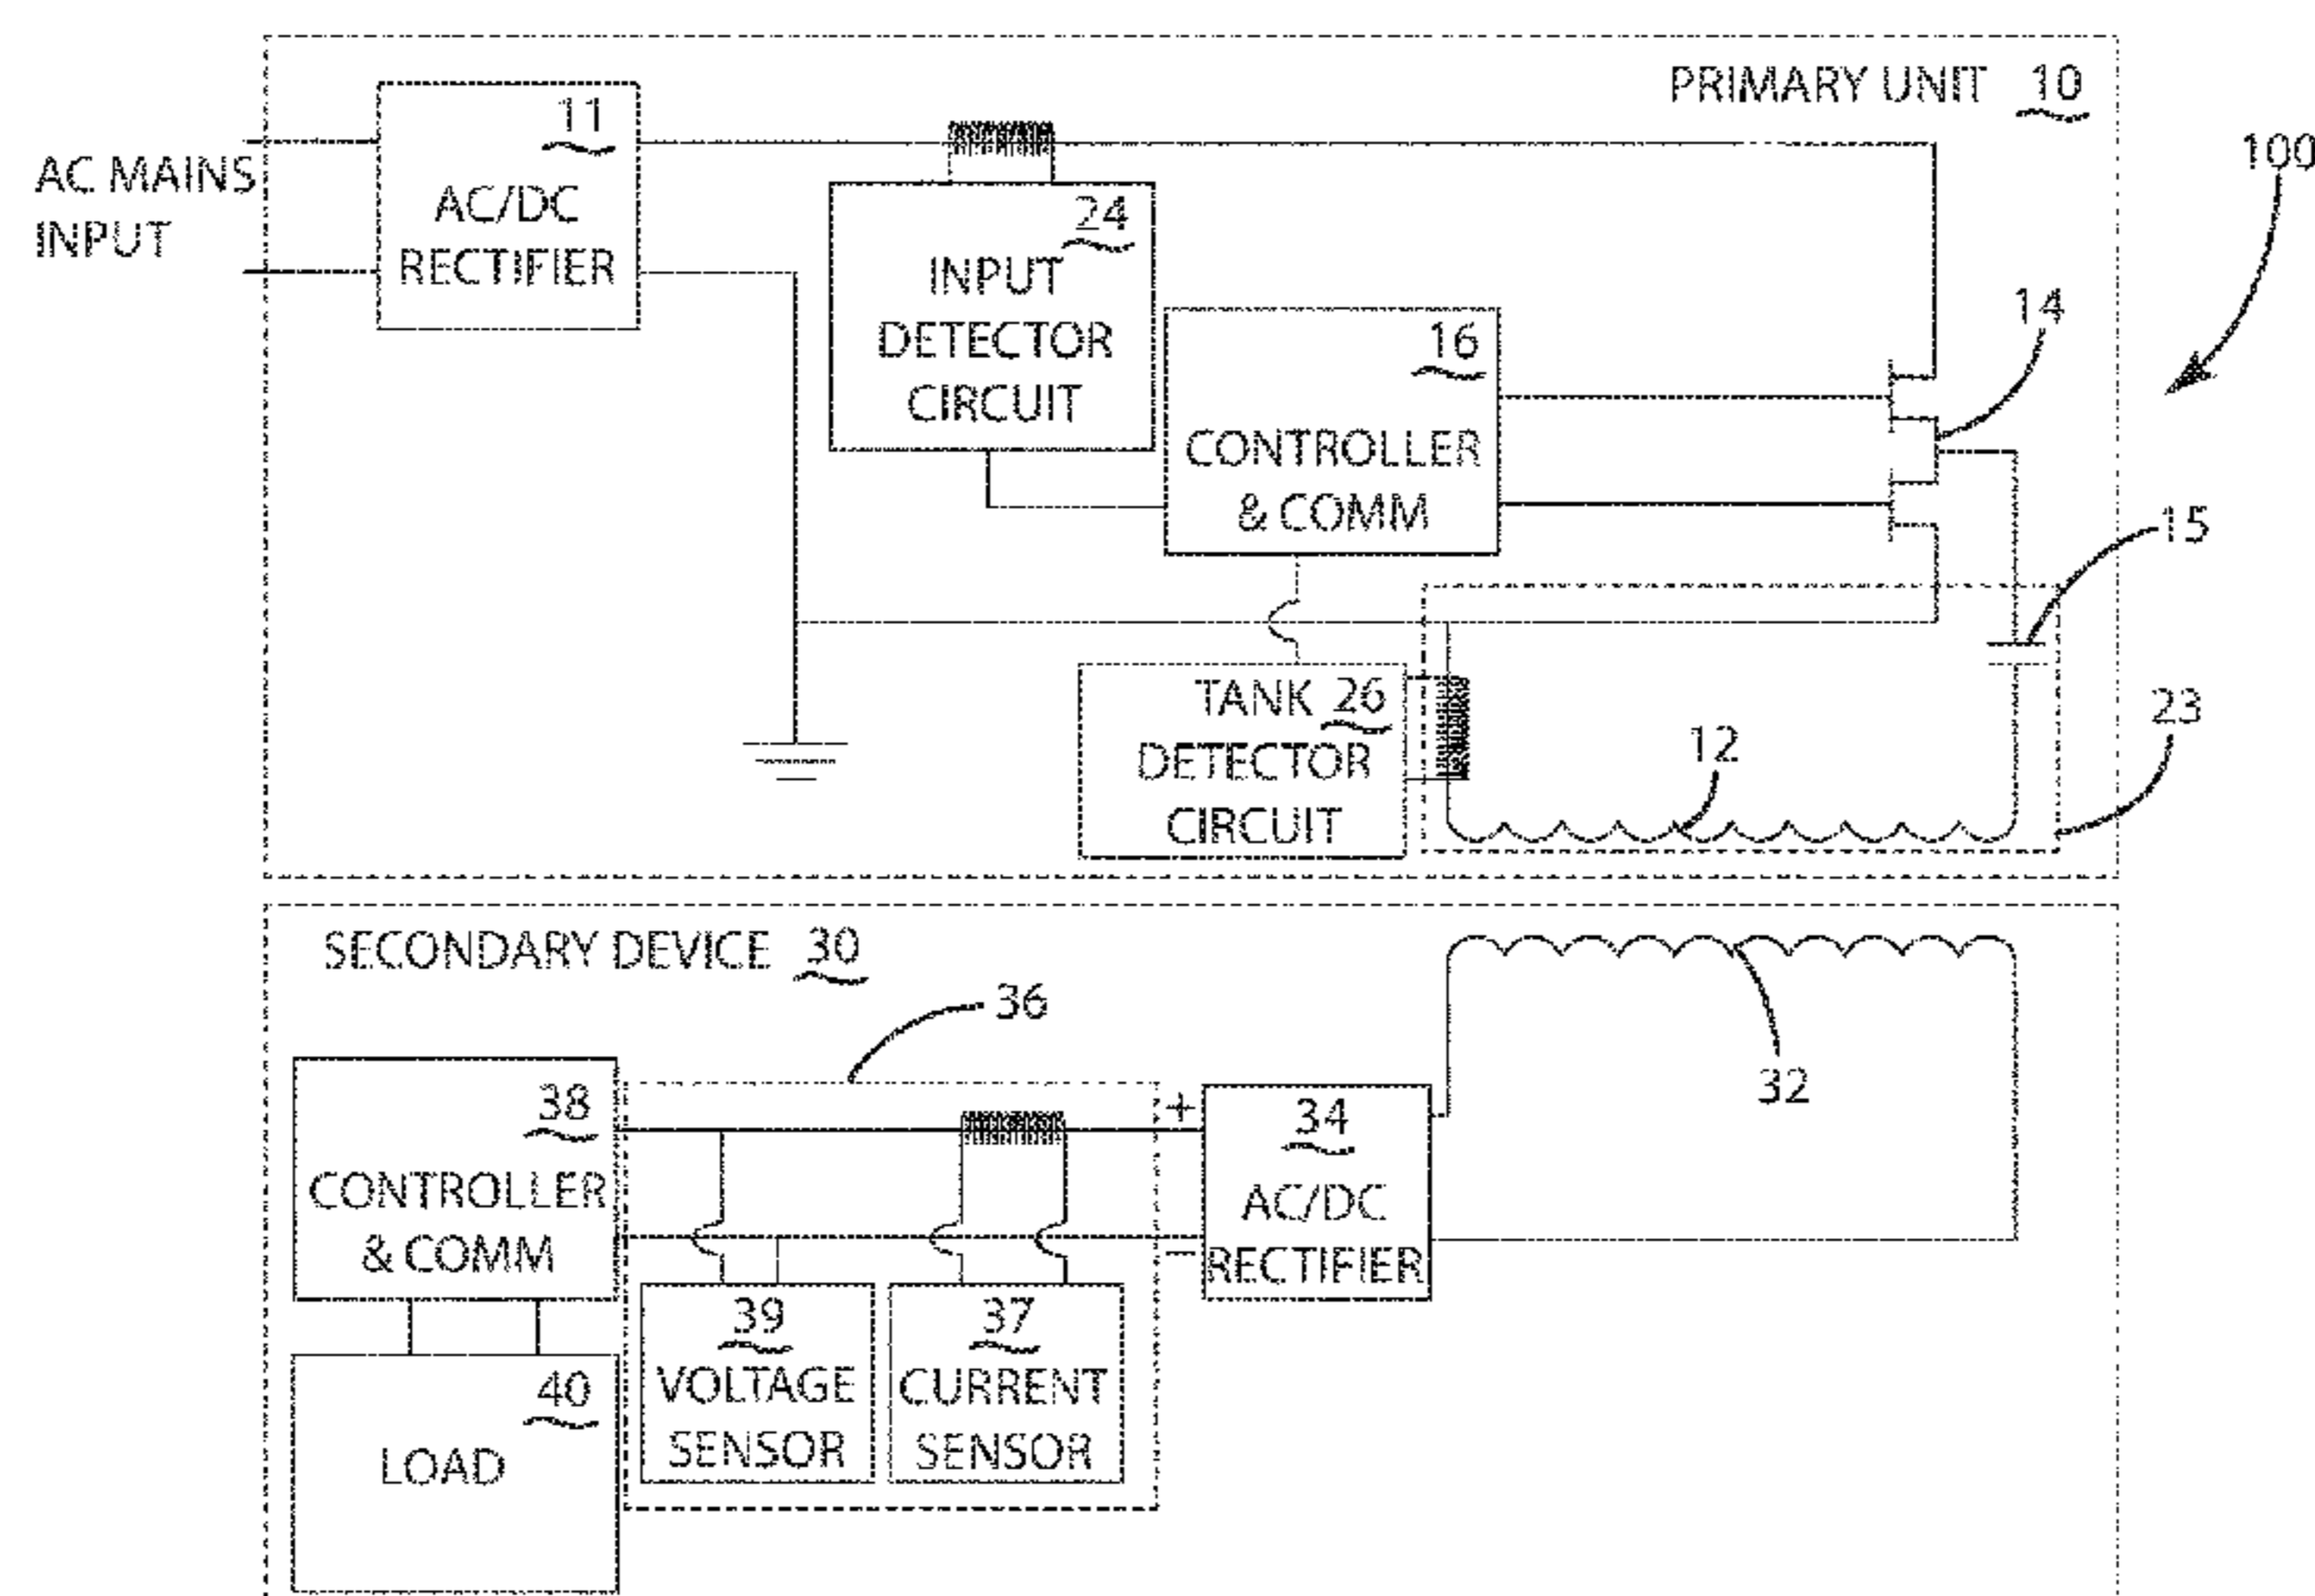 PRIMARY UNIT 10
100
AC MAINS
INPUT
11
AC/DC
RECTIFIER
24
INPUT
DETECTOR
CIRCUIT
16
CONTROLLER
& COMM
14
15
TANK 26
DETECTOR
CIRCUIT
12
23
SECONDARY DEVICE 30
36
32
38
CONTROLLER
& COMM
+
−
34
AC/DC
RECTIFIER
39
VOLTAGE
SENSOR
37
CURRENT
SENSOR
40
LOAD